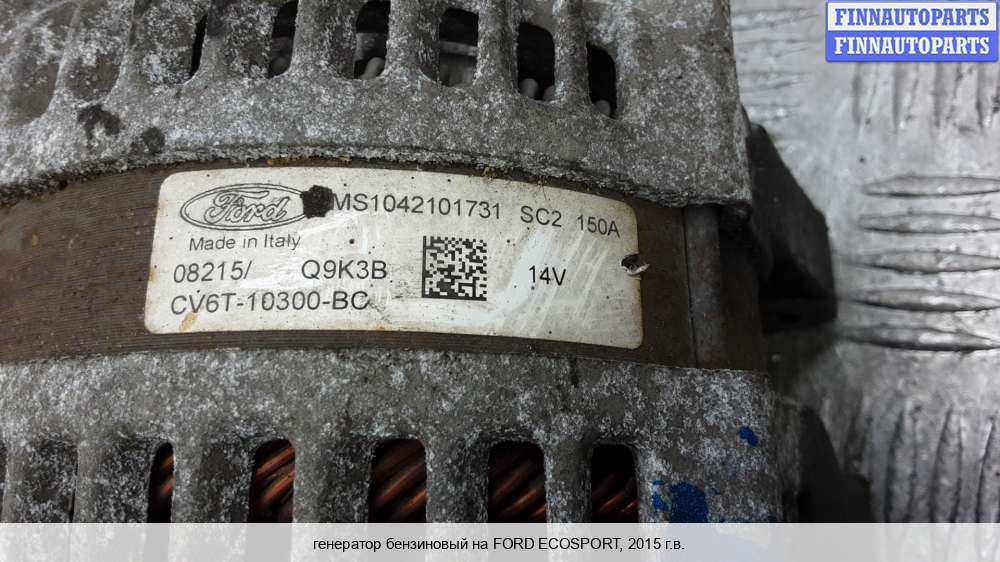 FINNAUTOPARTS
FINNAUTOPARTS
Ford MS1042101731 SC2 150A
Made in Italy
08215/ Q9K3B 14V
CV6T-10300-BC
генератор бензиновый на FORD ECOSPORT, 2015 г.в.